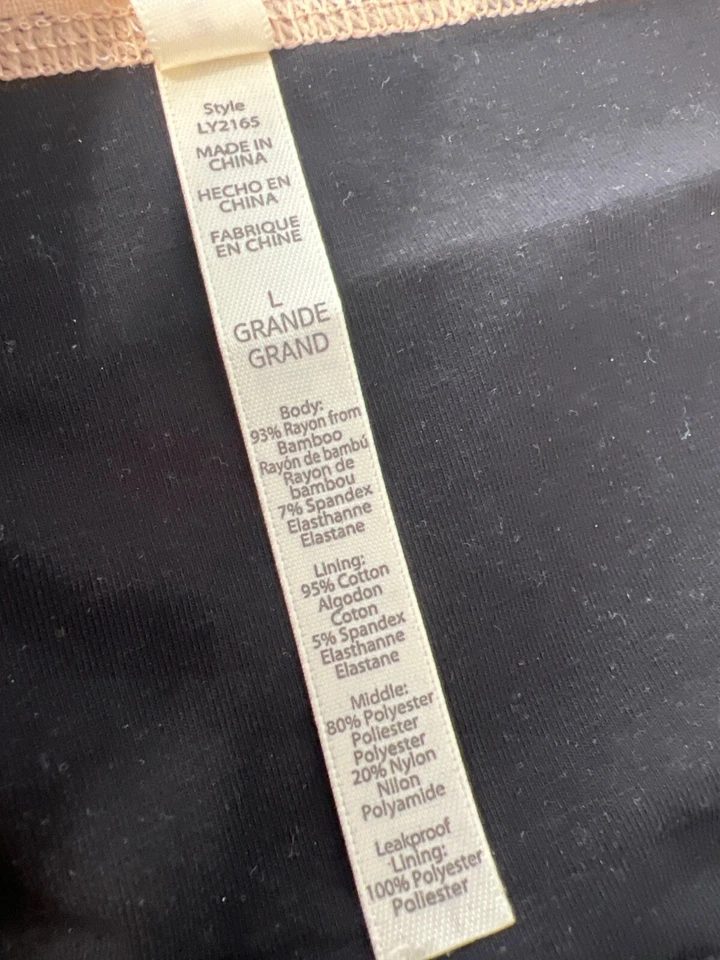 Style
LY2165
MADE IN
CHINA
HECHO EN
CHINA
FABRIQUE
EN CHINE
L
GRANDE
GRAND
Body:
93% Rayon from
Bamboo
Rayón de bambú
Rayon de
bambou
7% Spandex
Elasthanne
Elastane
Lining:
95% Cotton
Algodon
Coton
5% Spandex
Elasthanne
Elastane
Middle:
80% Polyester
Poliester
Polyester
20% Nylon
Nilon
Polyamide
Leakproof
Lining:
100% Polyester
Poliester